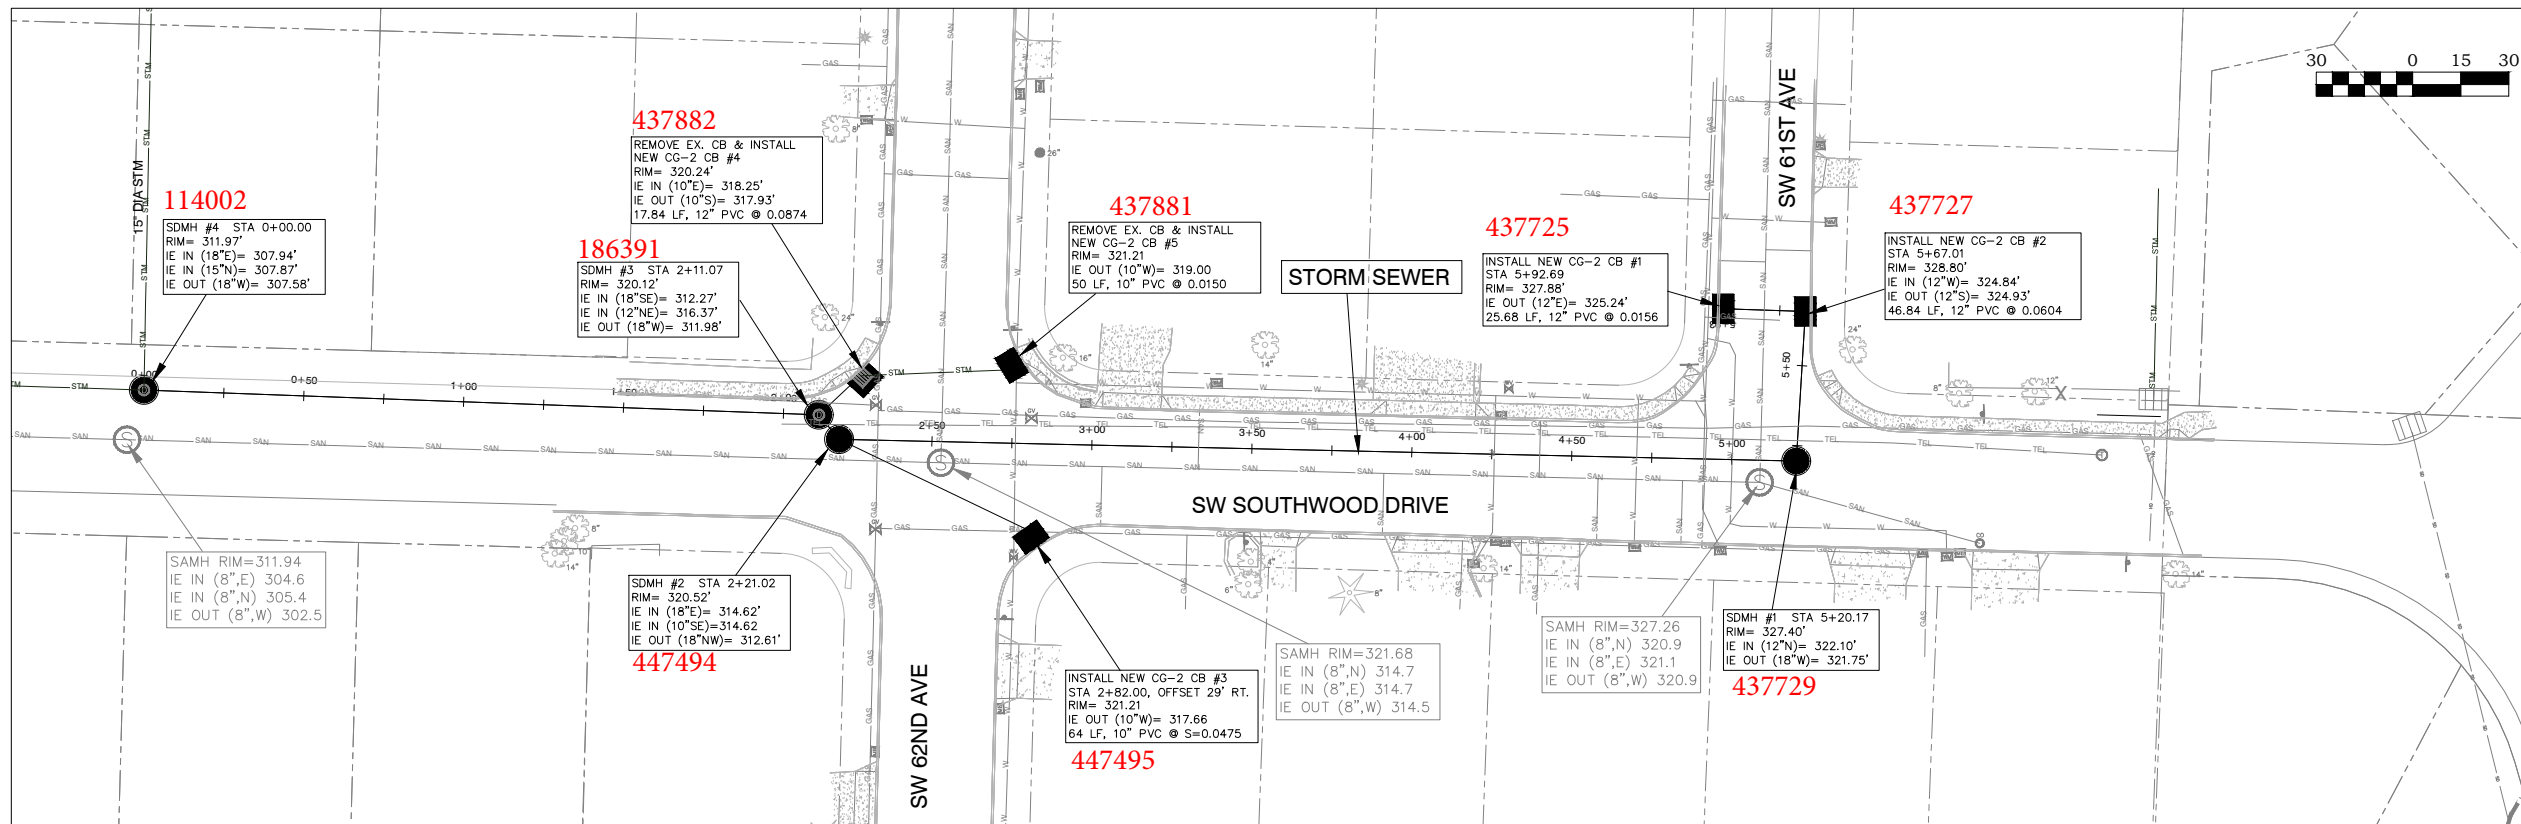 30 0 15 30
15" DIA STM
114002
SDMH #4 STA 0+00.00
RIM= 311.97'
IE IN (18"E)= 307.94'
IE IN (15"N)= 307.87'
IE OUT (18"W)= 307.58'
437882
REMOVE EX. CB & INSTALL
NEW CG-2 CB #4
RIM= 320.24'
IE IN (10"E)= 318.25'
IE OUT (10"S)= 317.93'
17.84 LF, 12" PVC @ 0.0874
186391
SDMH #3 STA 2+11.07
RIM= 320.12'
IE IN (18"SE)= 312.27'
IE IN (12"NE)= 316.37'
IE OUT (18"W)= 311.98'
437881
REMOVE EX. CB & INSTALL
NEW CG-2 CB #5
RIM= 321.21
IE OUT (10"W)= 319.00
50 LF, 10" PVC @ 0.0150
STORM SEWER
437725
INSTALL NEW CG-2 CB #1
STA 5+92.69
RIM= 327.88'
IE OUT (12"E)= 325.24'
25.68 LF, 12" PVC @ 0.0156
SW 61ST AVE
437727
INSTALL NEW CG-2 CB #2
STA 5+67.01
RIM= 328.80'
IE IN (12"W)= 324.84'
IE OUT (12"S)= 324.93'
46.84 LF, 12" PVC @ 0.0604
0+00
0+50
1+00
1+50
2+00
2+50
3+00
3+50
4+00
4+50
5+00
5+50
SW SOUTHWOOD DRIVE
SAMH RIM=311.94
IE IN (8",E) 304.6
IE IN (8",N) 305.4
IE OUT (8",W) 302.5
SDMH #2 STA 2+21.02
RIM= 320.52'
IE IN (18"E)= 314.62'
IE IN (10"SE)=314.62
IE OUT (18"NW)= 312.61'
447494
SW 62ND AVE
INSTALL NEW CG-2 CB #3
STA 2+82.00, OFFSET 29' RT.
RIM= 321.21
IE OUT (10"W)= 317.66
64 LF, 10" PVC @ S=0.0475
447495
SAMH RIM=321.68
IE IN (8",N) 314.7
IE IN (8",E) 314.7
IE OUT (8",W) 314.5
SAMH RIM=327.26
IE IN (8",N) 320.9
IE IN (8",E) 321.1
IE OUT (8",W) 320.9
SDMH #1 STA 5+20.17
RIM= 327.40'
IE IN (12"N)= 322.10'
IE OUT (18"W)= 321.75'
437729